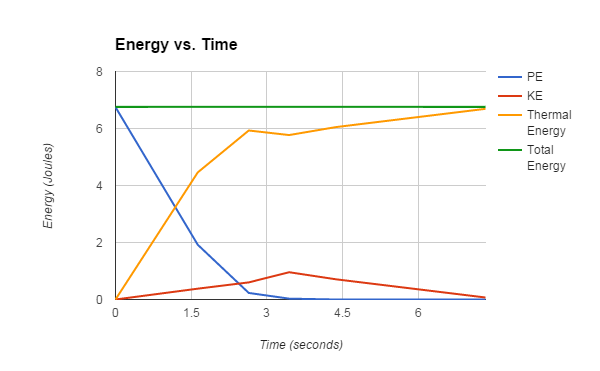 Energy vs. Time
8
6
4
2
0
0
1.5
3
4.5
6
Energy (Joules)
Time (seconds)
PE
KE
Thermal
Energy
Total
Energy